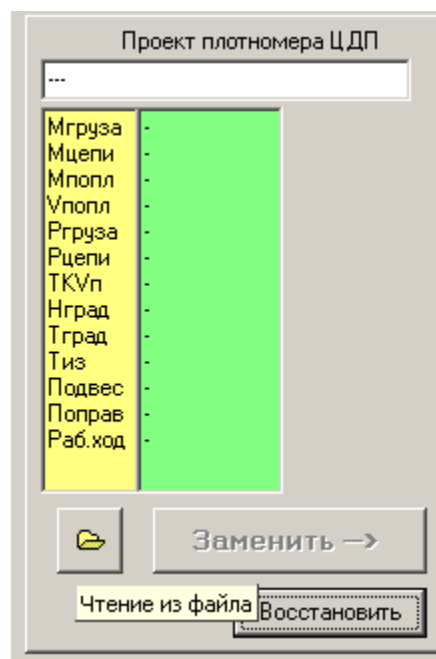 Проект плотномера ЦДП
---
Мгруза -
Мцепи -
Мпопл -
Vпопл -
Ргруза -
Рцепи -
ТКVп -
Нград -
Тград -
Тиз -
Подвес -
Поправ -
Раб.ход -
Заменить —>
Чтение из файла
Восстановить